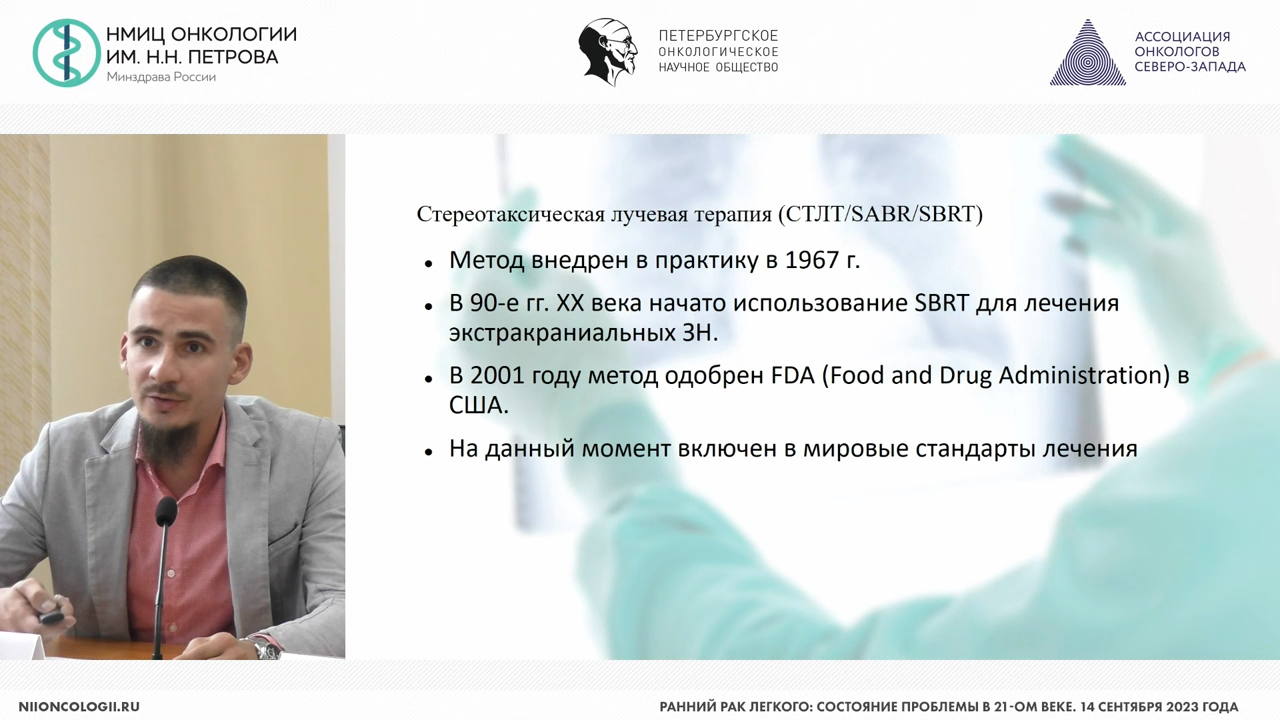 НМИЦ ОНКОЛОГИИ
ИМ. Н.Н. ПЕТРОВА
Минздрава России
ПЕТЕРБУРГСКОЕ
ОНКОЛОГИЧЕСКОЕ
НАУЧНОЕ ОБЩЕСТВО
АССОЦИАЦИЯ
ОНКОЛОГОВ
СЕВЕРО-ЗАПАДА
Стереотаксическая лучевая терапия (СТЛТ/SABR/SBRT)
• Метод внедрен в практику в 1967 г.
• В 90-е гг. XX века начато использование SBRT для лечения
экстракраниальных ЗН.
• В 2001 году метод одобрен FDA (Food and Drug Administration) в
США.
• На данный момент включен в мировые стандарты лечения
NIIONCOLOGII.RU
РАННИЙ РАК ЛЕГКОГО: СОСТОЯНИЕ ПРОБЛЕМЫ В 21-ОМ ВЕКЕ. 14 СЕНТЯБРЯ 2023 ГОДА